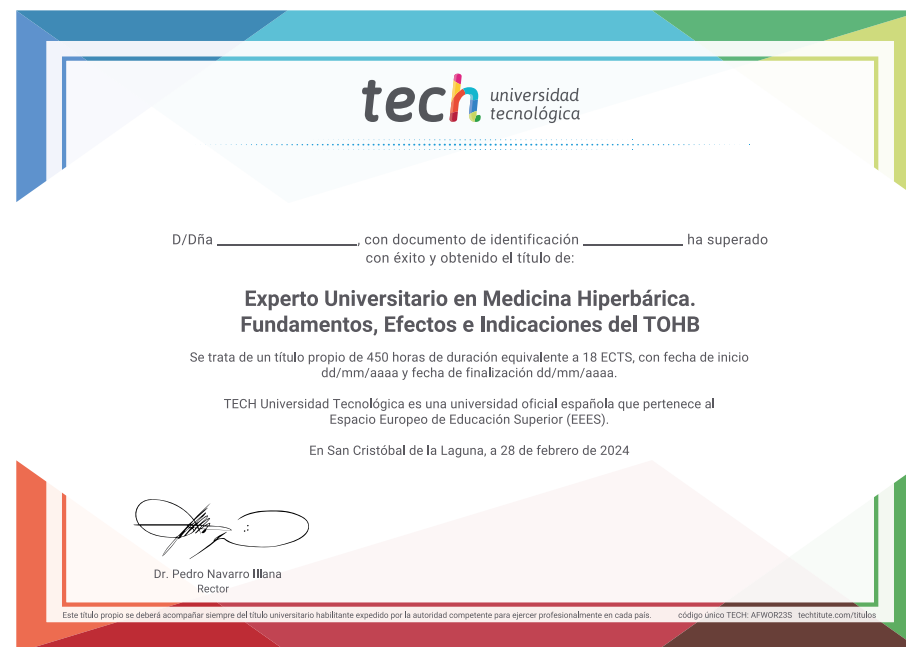 tech universidad
tecnológica
D/Dña ____________, con documento de identificación ____________ ha superado
con éxito y obtenido el título de:
Experto Universitario en Medicina Hiperbárica.
Fundamentos, Efectos e Indicaciones del TOHB
Se trata de un título propio de 450 horas de duración equivalente a 18 ECTS, con fecha de inicio
dd/mm/aaaa y fecha de finalización dd/mm/aaaa.
TECH Universidad Tecnológica es una universidad oficial española que pertenece al
Espacio Europeo de Educación Superior (EEES).
En San Cristóbal de la Laguna, a 28 de febrero de 2024
Dr. Pedro Navarro Illana
Rector
Este título propio se deberá acompañar siempre del título universitario habilitante expedido por la autoridad competente para ejercer profesionalmente en cada país. código único TECH: AFWOR23S techtitute.com/titulos